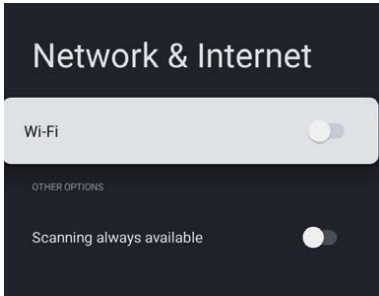 Network & Internet
Wi-Fi
OTHER OPTIONS
Scanning always available